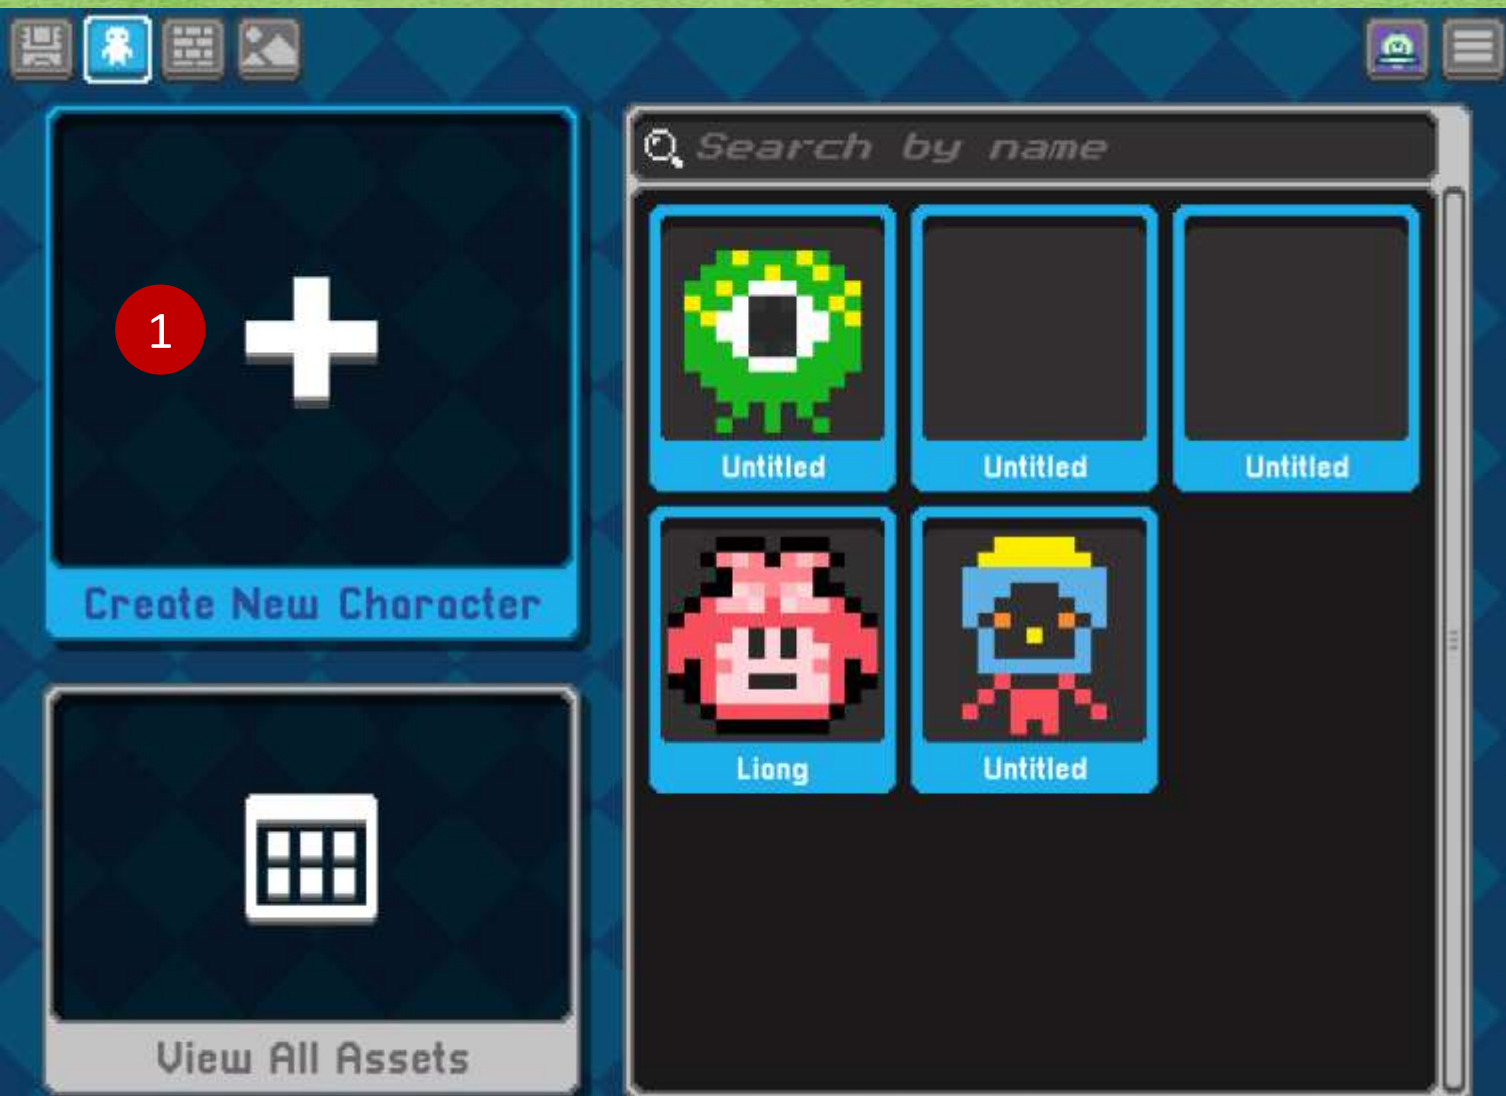 Search by name
1
Untitled
Untitled
Untitled
Create New Character
Liong
Untitled
View All Assets